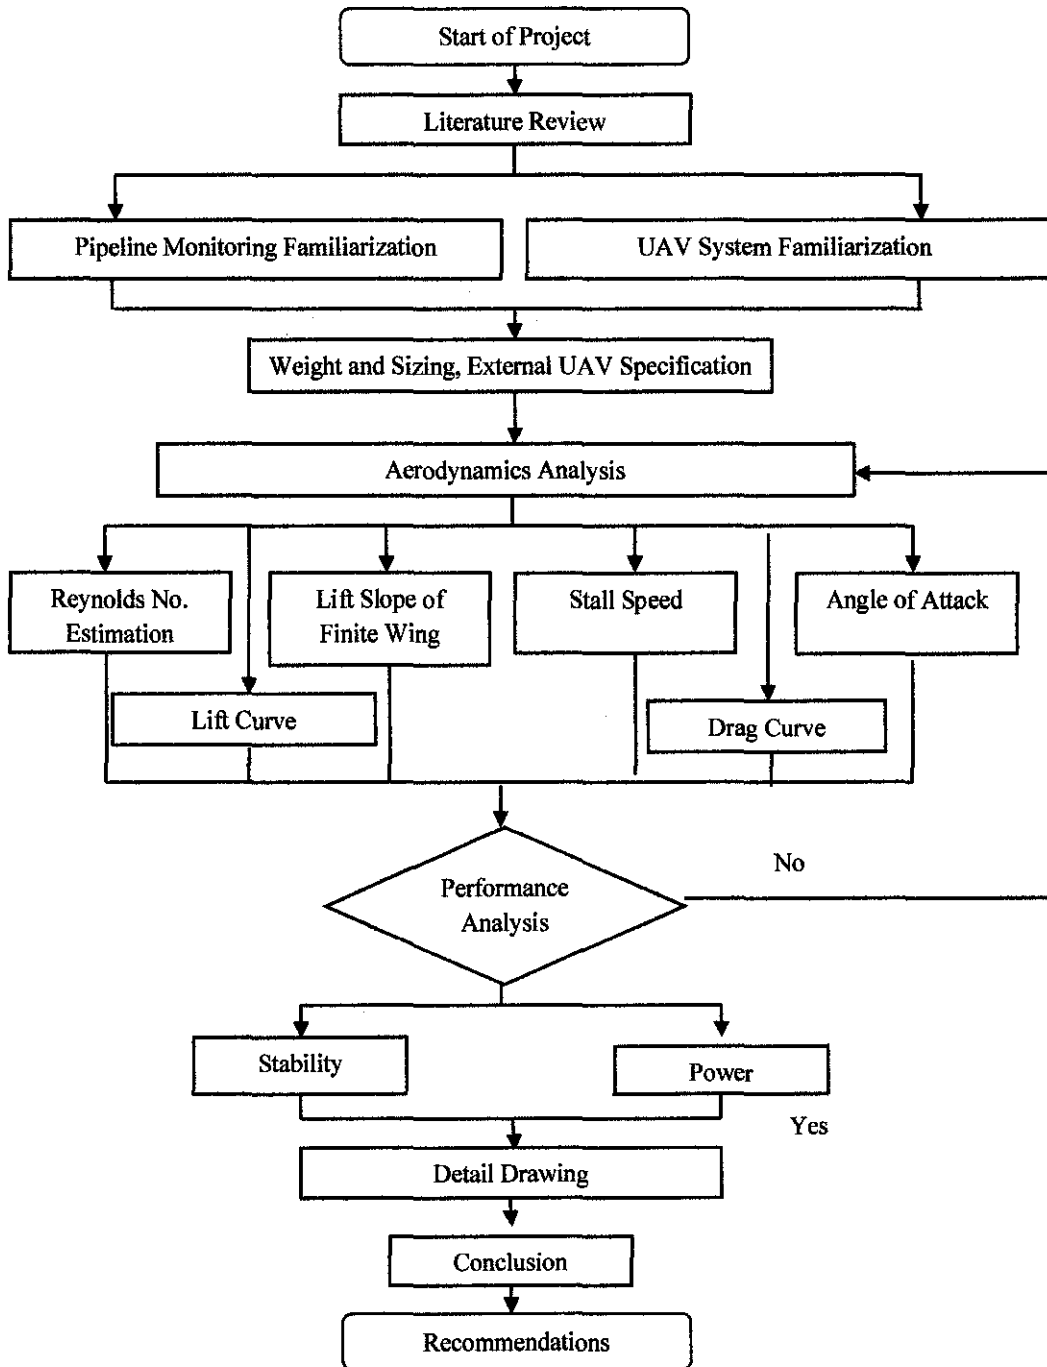 Start of Project
Literature Review
Pipeline Monitoring Familiarization
UAV System Familiarization
Weight and Sizing, External UAV Specification
Aerodynamics Analysis
Reynolds No.
Estimation
Lift Slope of
Finite Wing
Stall Speed
Angle of Attack
Lift Curve
Drag Curve
No
Performance
Analysis
Stability
Power
Yes
Detail Drawing
Conclusion
Recommendations